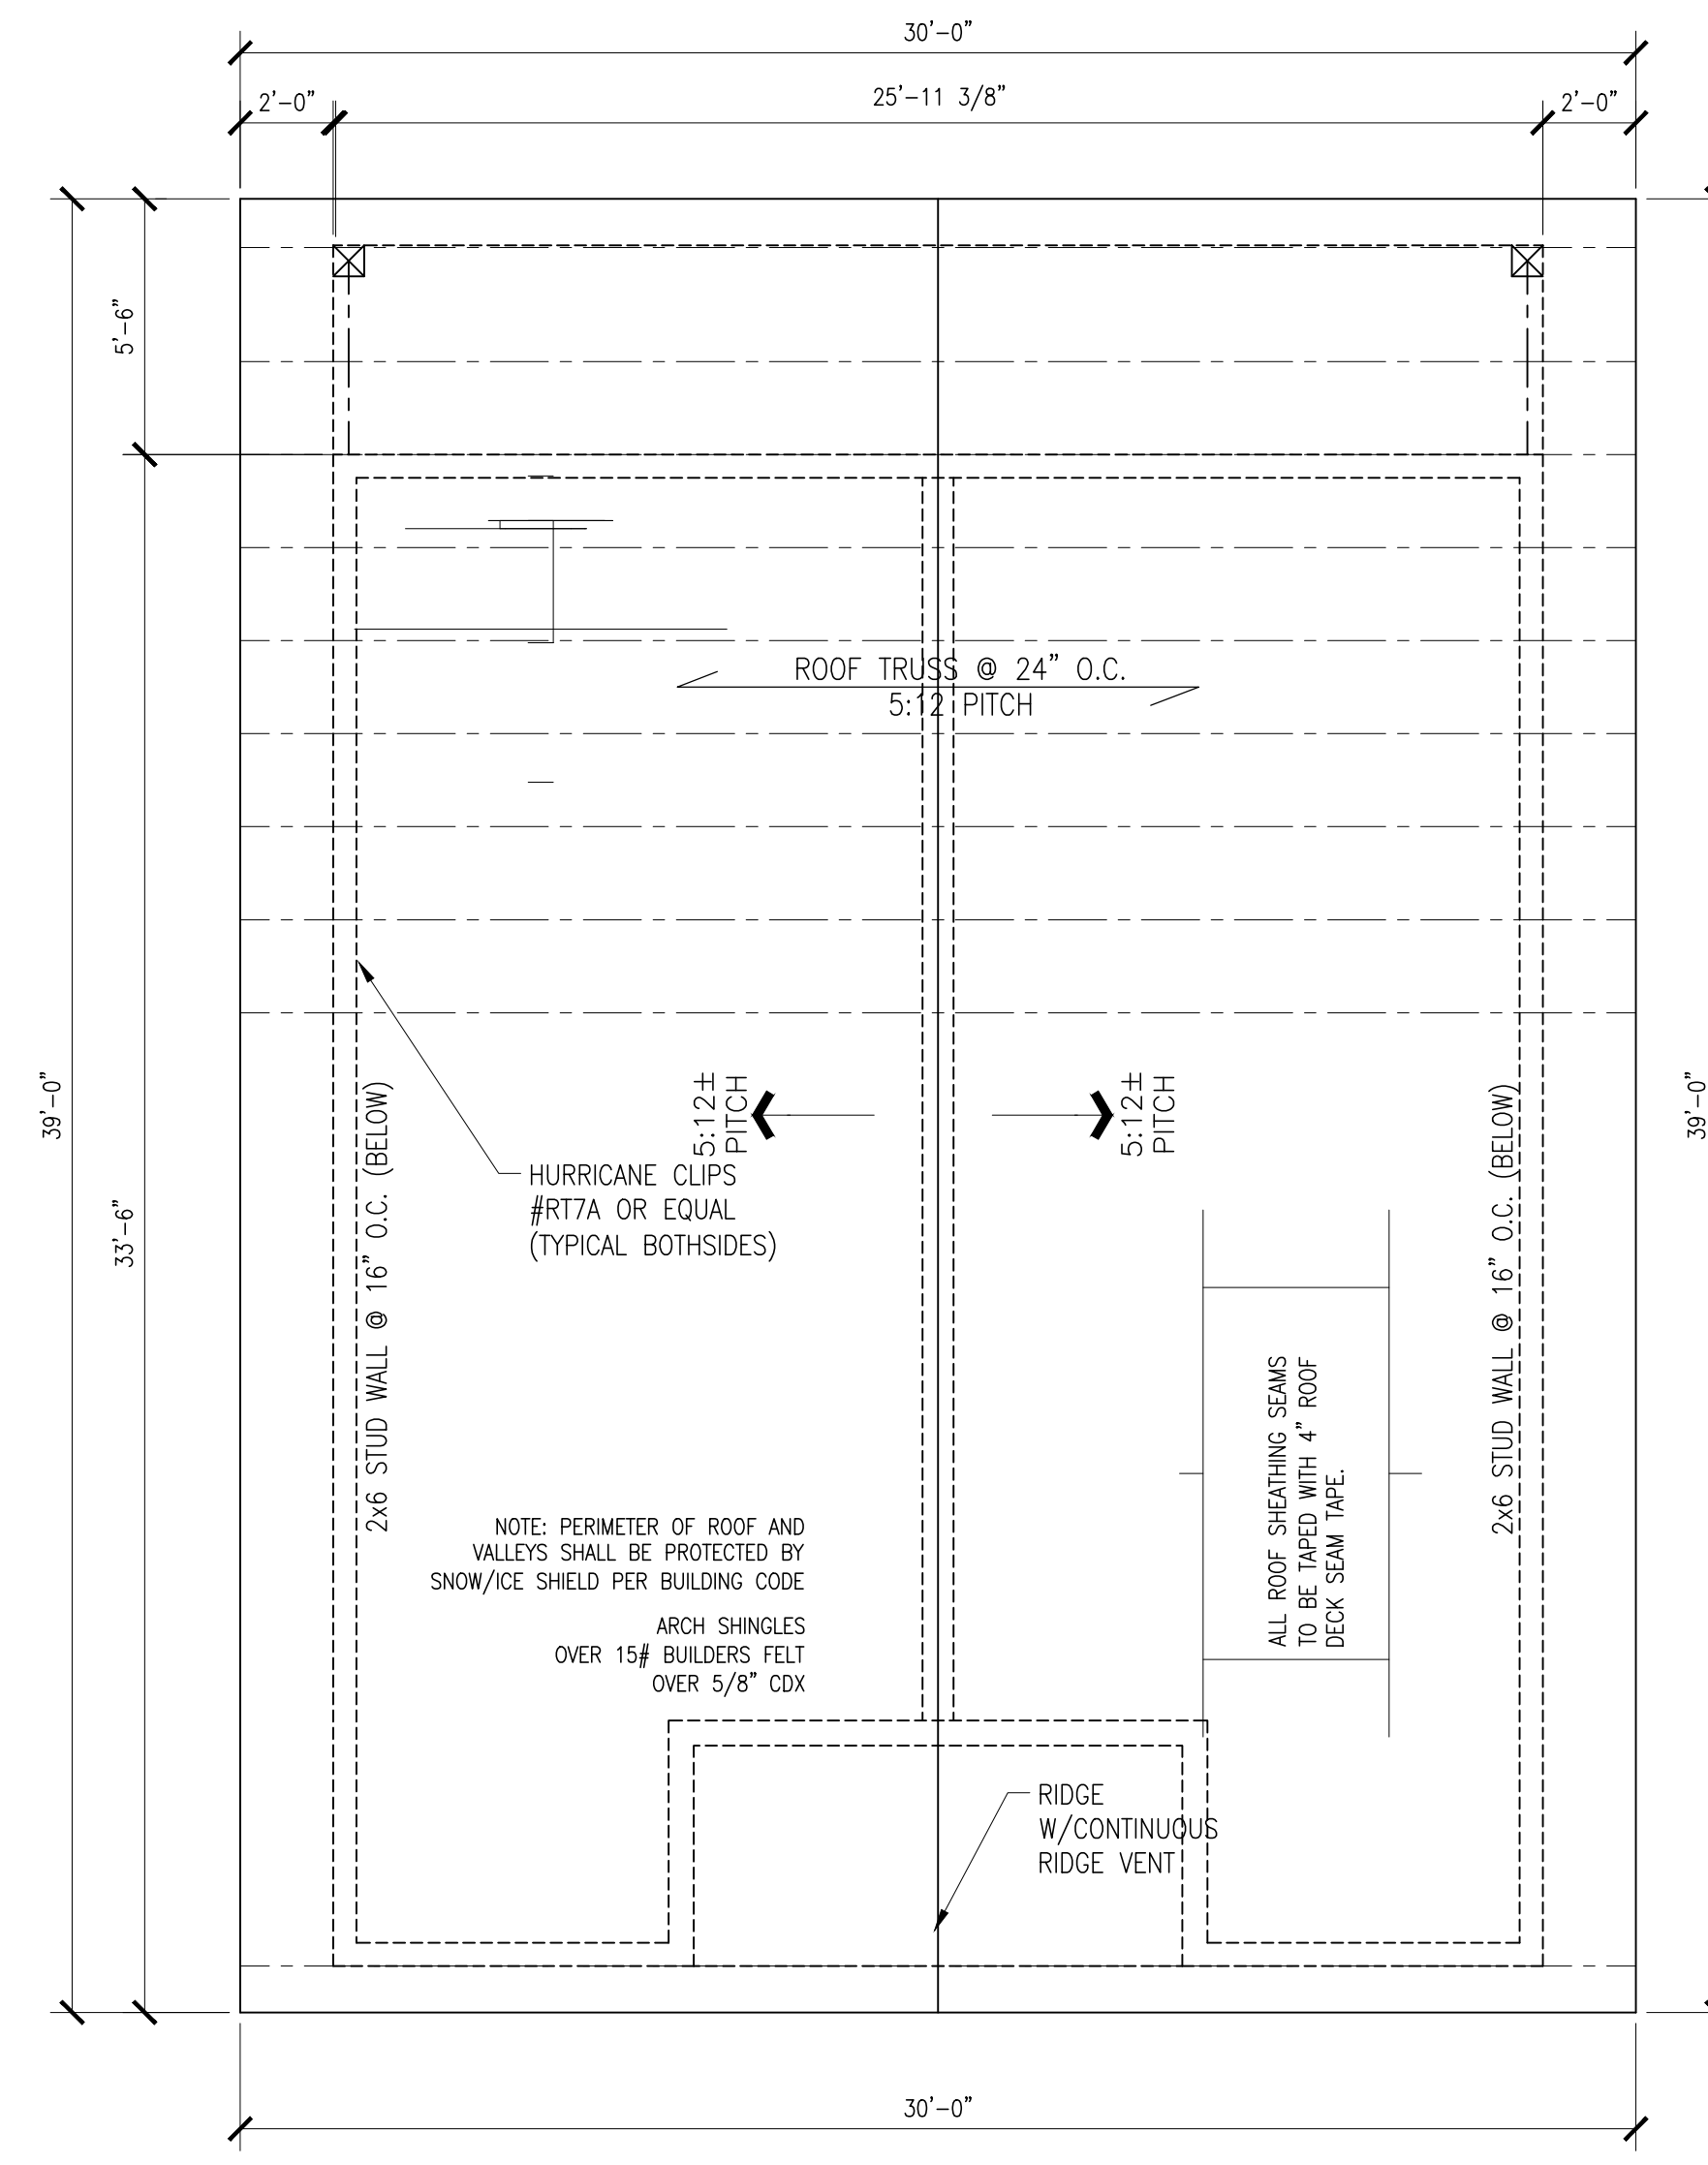 30'-0"
2'-0"
25'-11 3/8"
2'-0"
5'-6"
ROOF TRUSS @ 24" O.C.
5:12 PITCH
39'-0"
33'-6"
2x6 STUD WALL @ 16" O.C. (BELOW)
5:12±
PITCH
5:12±
PITCH
39'-0"
2x6 STUD WALL @ 16" O.C. (BELOW)
HURRICANE CLIPS
#RT7A OR EQUAL
(TYPICAL BOTHSIDES)
ALL ROOF SHEATHING SEAMS
TO BE TAPED WITH 4" ROOF
DECK SEAM TAPE.
NOTE: PERIMETER OF ROOF AND
VALLEYS SHALL BE PROTECTED BY
SNOW/ICE SHIELD PER BUILDING CODE
ARCH SHINGLES
OVER 15# BUILDERS FELT
OVER 5/8" CDX
RIDGE
W/CONTINUOUS
RIDGE VENT
30'-0"